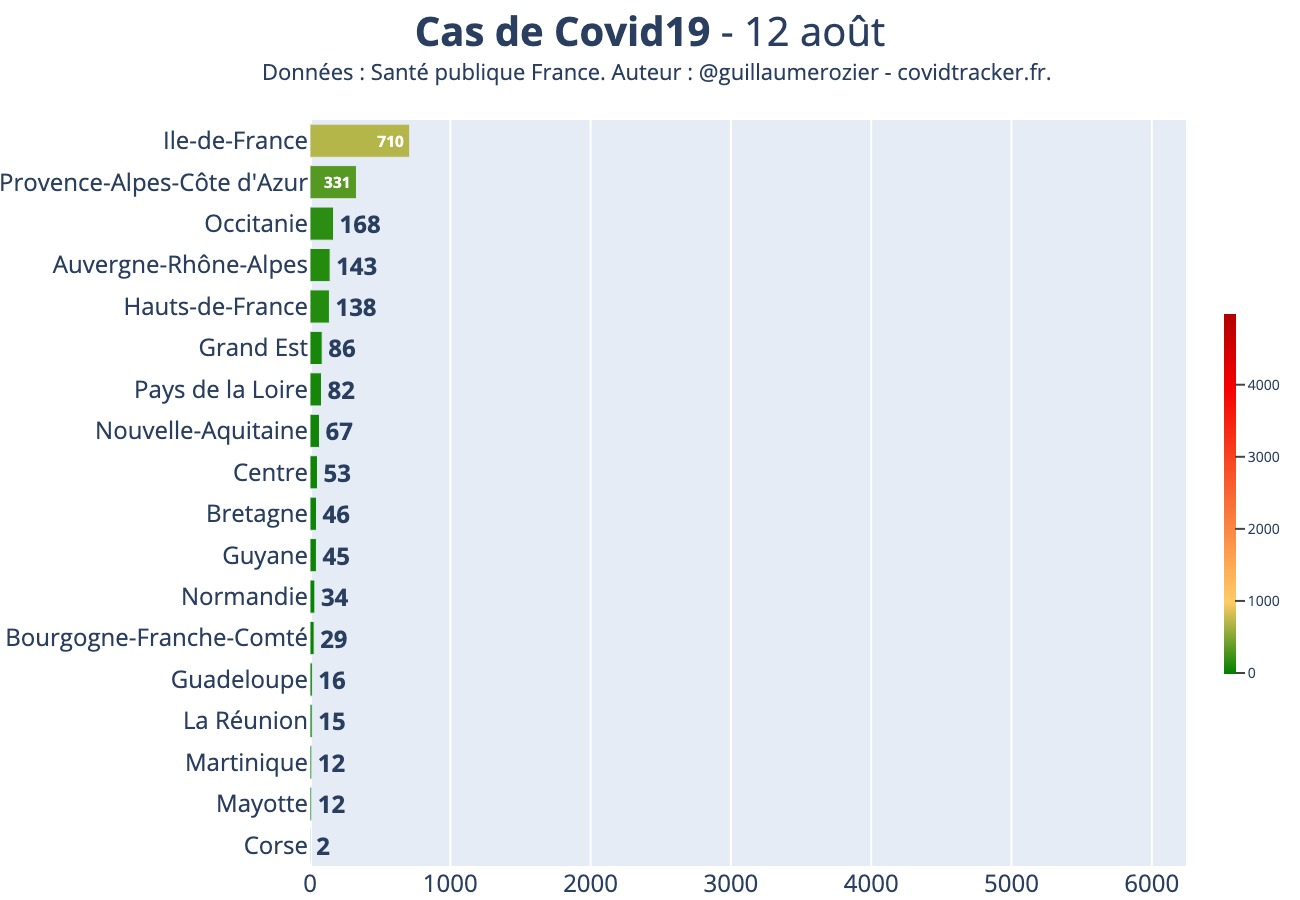 Cas de Covid19 - 12 août
Données : Santé publique France. Auteur : @guillaumerozier - covidtracker.fr.
Ile-de-France 710
Provence-Alpes-Côte d'Azur 331
Occitanie 168
Auvergne-Rhône-Alpes 143
Hauts-de-France 138
Grand Est 86
Pays de la Loire 82
Nouvelle-Aquitaine 67
Centre 53
Bretagne 46
Guyane 45
Normandie 34
Bourgogne-Franche-Comté 29
Guadeloupe 16
La Réunion 15
Martinique 12
Mayotte 12
Corse 2
0 1000 2000 3000 4000 5000 6000
4000
3000
2000
1000
0